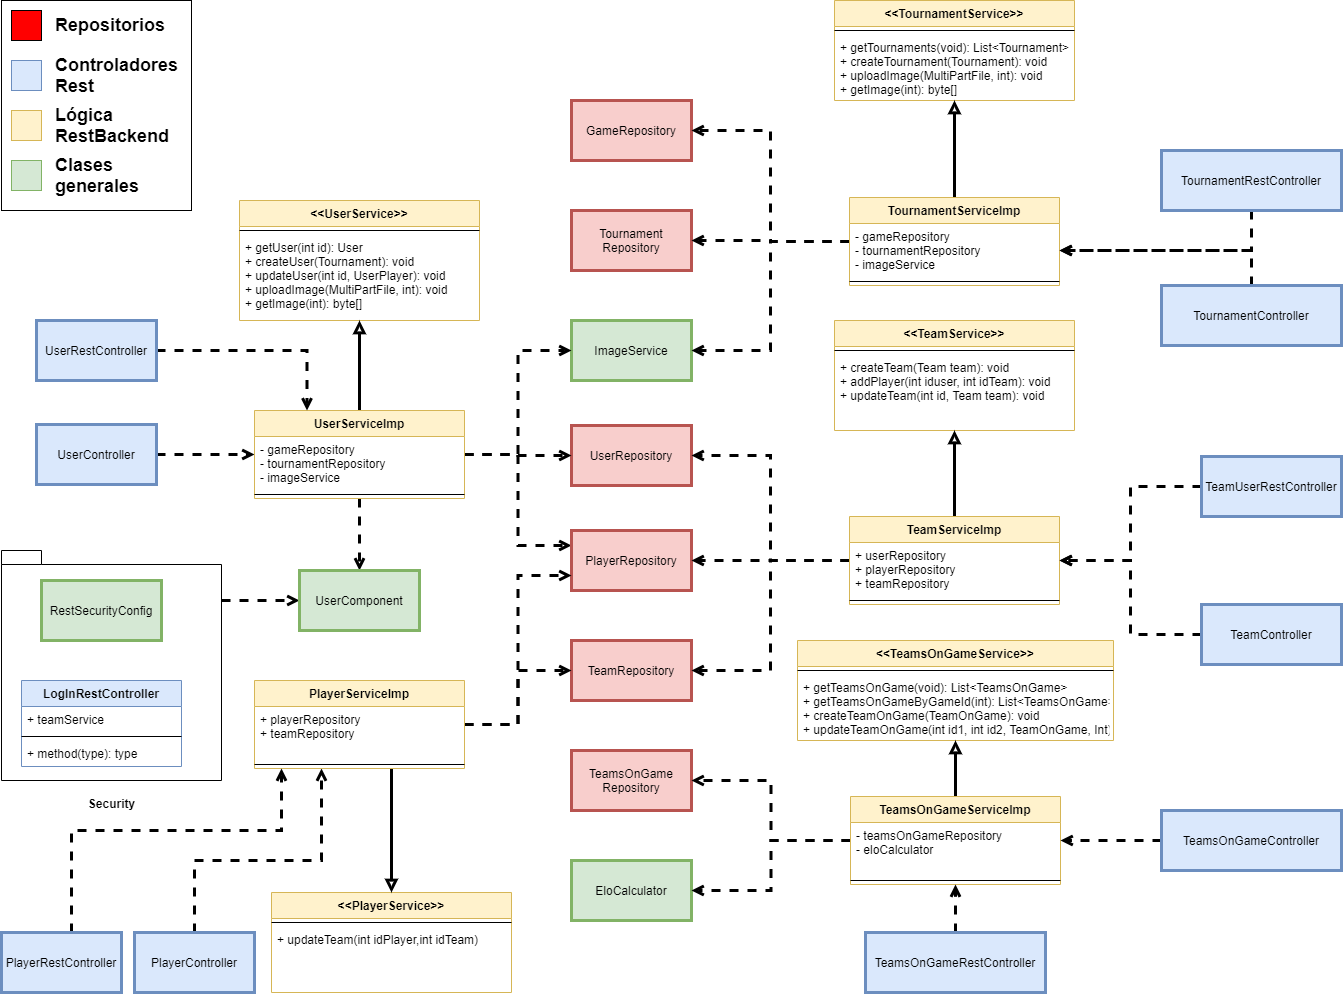 Repositorios
Controladores
Rest
Lógica
RestBackend
Clases
generales
<<TournamentService>>
+ getTournaments(void): List<Tournament>
+ createTournament(Tournament): void
+ uploadImage(MultiPartFile, int): void
+ getImage(int): byte[]
GameRepository
Tournament
Repository
TournamentServiceImp
- gameRepository
- tournamentRepository
- imageService
TournamentRestController
TournamentController
<<UserService>>
+ getUser(int id): User
+ createUser(Tournament): void
+ updateUser(int id, UserPlayer): void
+ uploadImage(MultiPartFile, int): void
+ getImage(int): byte[]
UserRestController
UserController
UserServiceImp
- gameRepository
- tournamentRepository
- imageService
ImageService
UserRepository
PlayerRepository
TeamRepository
<<TeamService>>
+ createTeam(Team team): void
+ addPlayer(int iduser, int idTeam): void
+ updateTeam(int id, Team team): void
TeamServiceImp
+ userRepository
+ playerRepository
+ teamRepository
TeamUserRestController
TeamController
RestSecurityConfig
UserComponent
LogInRestController
+ teamService
+ method(type): type
Security
PlayerServiceImp
+ playerRepository
+ teamRepository
<<TeamsOnGameService>>
+ getTeamsOnGame(void): List<TeamsOnGame>
+ getTeamsOnGameByGameId(int): List<TeamsOnGame>
+ createTeamOnGame(TeamOnGame): void
+ updateTeamOnGame(int id1, int id2, TeamOnGame, Int)
TeamsOnGame
Repository
EloCalculator
TeamsOnGameServiceImp
- teamsOnGameRepository
- eloCalculator
TeamsOnGameController
TeamsOnGameRestController
<<PlayerService>>
+ updateTeam(int idPlayer,int idTeam)
PlayerRestController
PlayerController